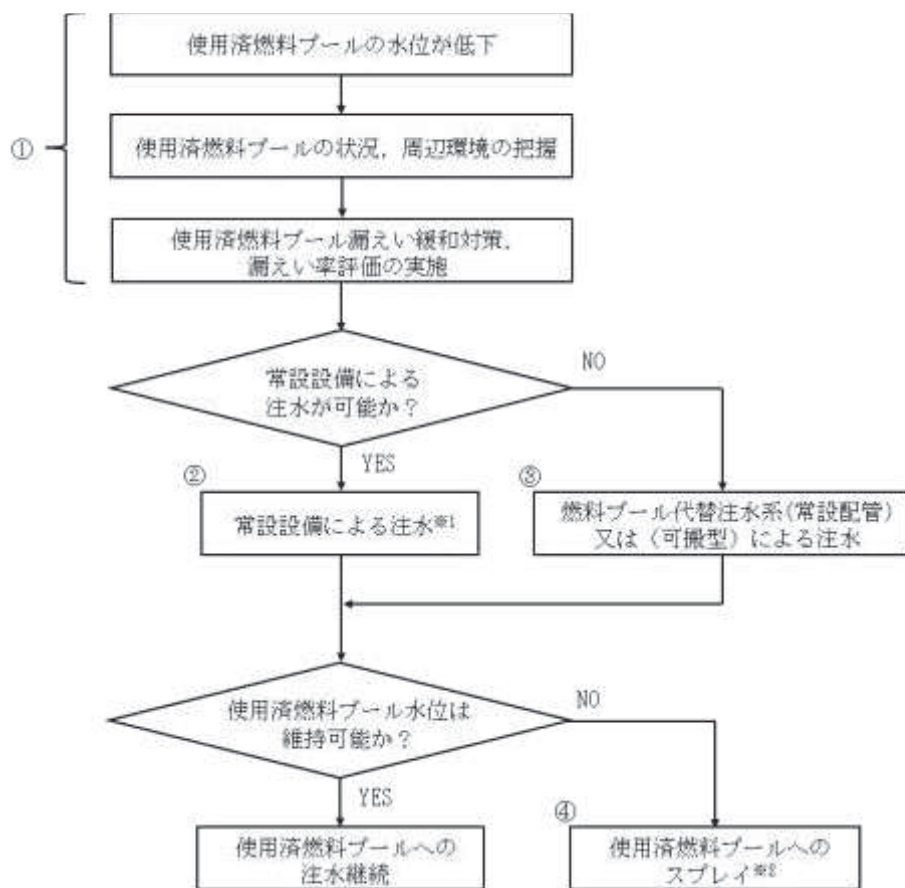 使用済燃料プールの水位が低下
①
使用済燃料プールの状況，周辺環境の把握
使用済燃料プール漏えい緩和対策，
漏えい率評価の実施
常設設備による
注水が可能か？
NO
YES
②
常設設備による注水※1
③
燃料プール代替注水系(常設配管)
又は（可搬型）による注水
使用済燃料プール水位は
維持可能か？
NO
YES
使用済燃料プールへの
注水継続
④
使用済燃料プールへの
スプレイ※2